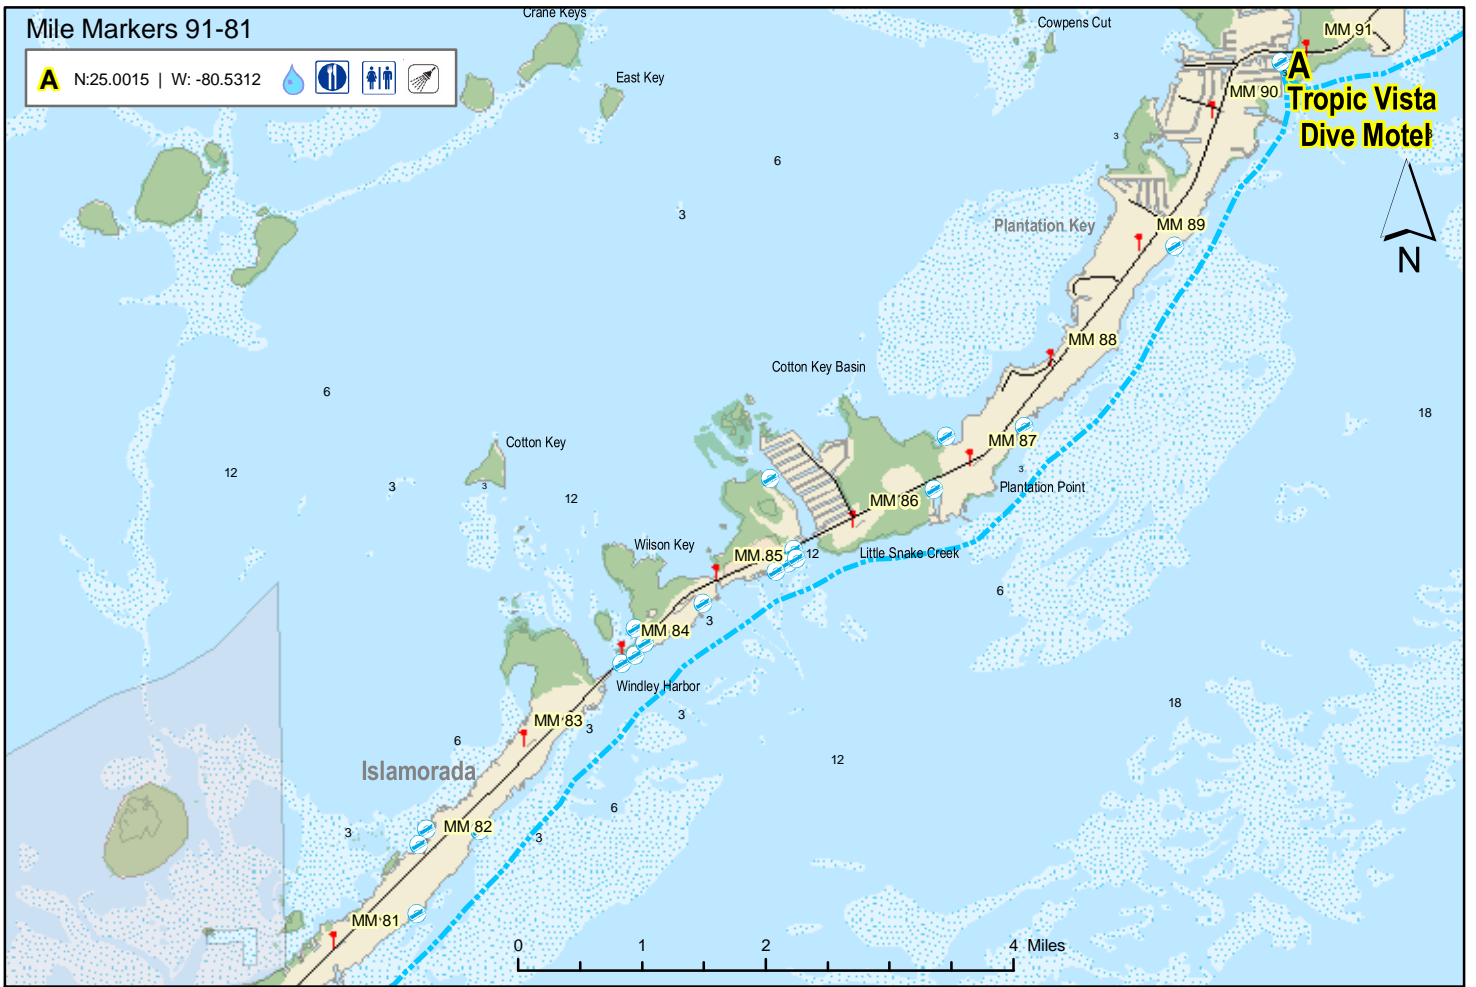 Mile Markers 91-81
A N:25.0015 | W: -80.5312
Crane Keys
Cowpens Cut
MM 91
East Key
A
MM 90
Tropic Vista
Dive Motel
3
3
3
6
3
N
Plantation Key
MM 89
MM 88
Cotton Key Basin
6
18
Cotton Key
MM 87
12
3
3
12
3
Plantation Point
MM 86
Wilson Key
MM 85
12
Little Snake Creek
6
3
MM 84
Windley Harbor
18
3
MM 83
3
6
12
Islamorada
6
3
MM 82
3
MM 81
0 1 2 4 Miles